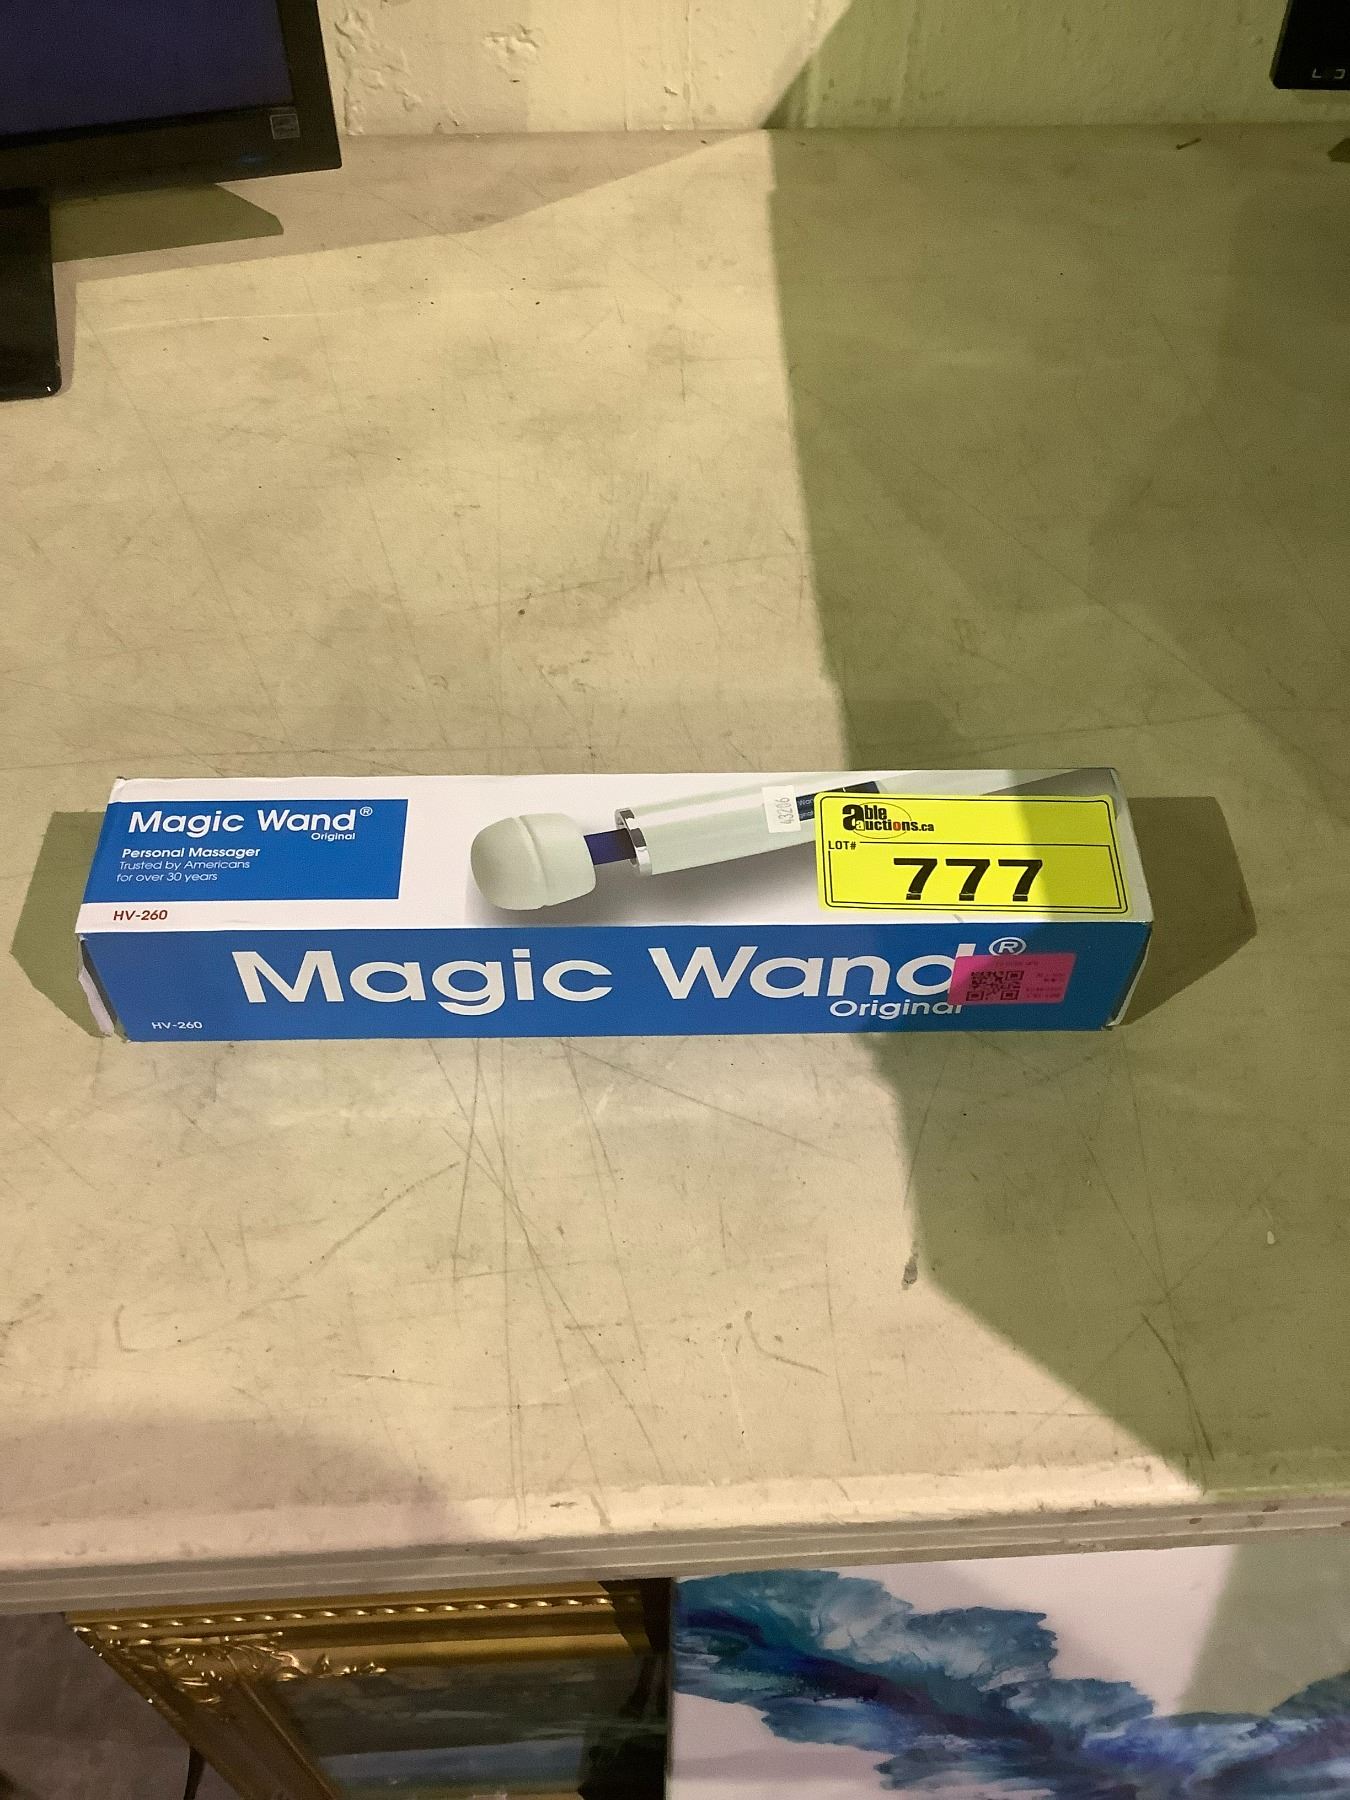 Magic Wand®
Original
Personal Massager
Trusted by Americans
for over 30 years
HV-260
43206
able
auctions.ca
LOT#
777
Magic Wand®
Original
HV-260